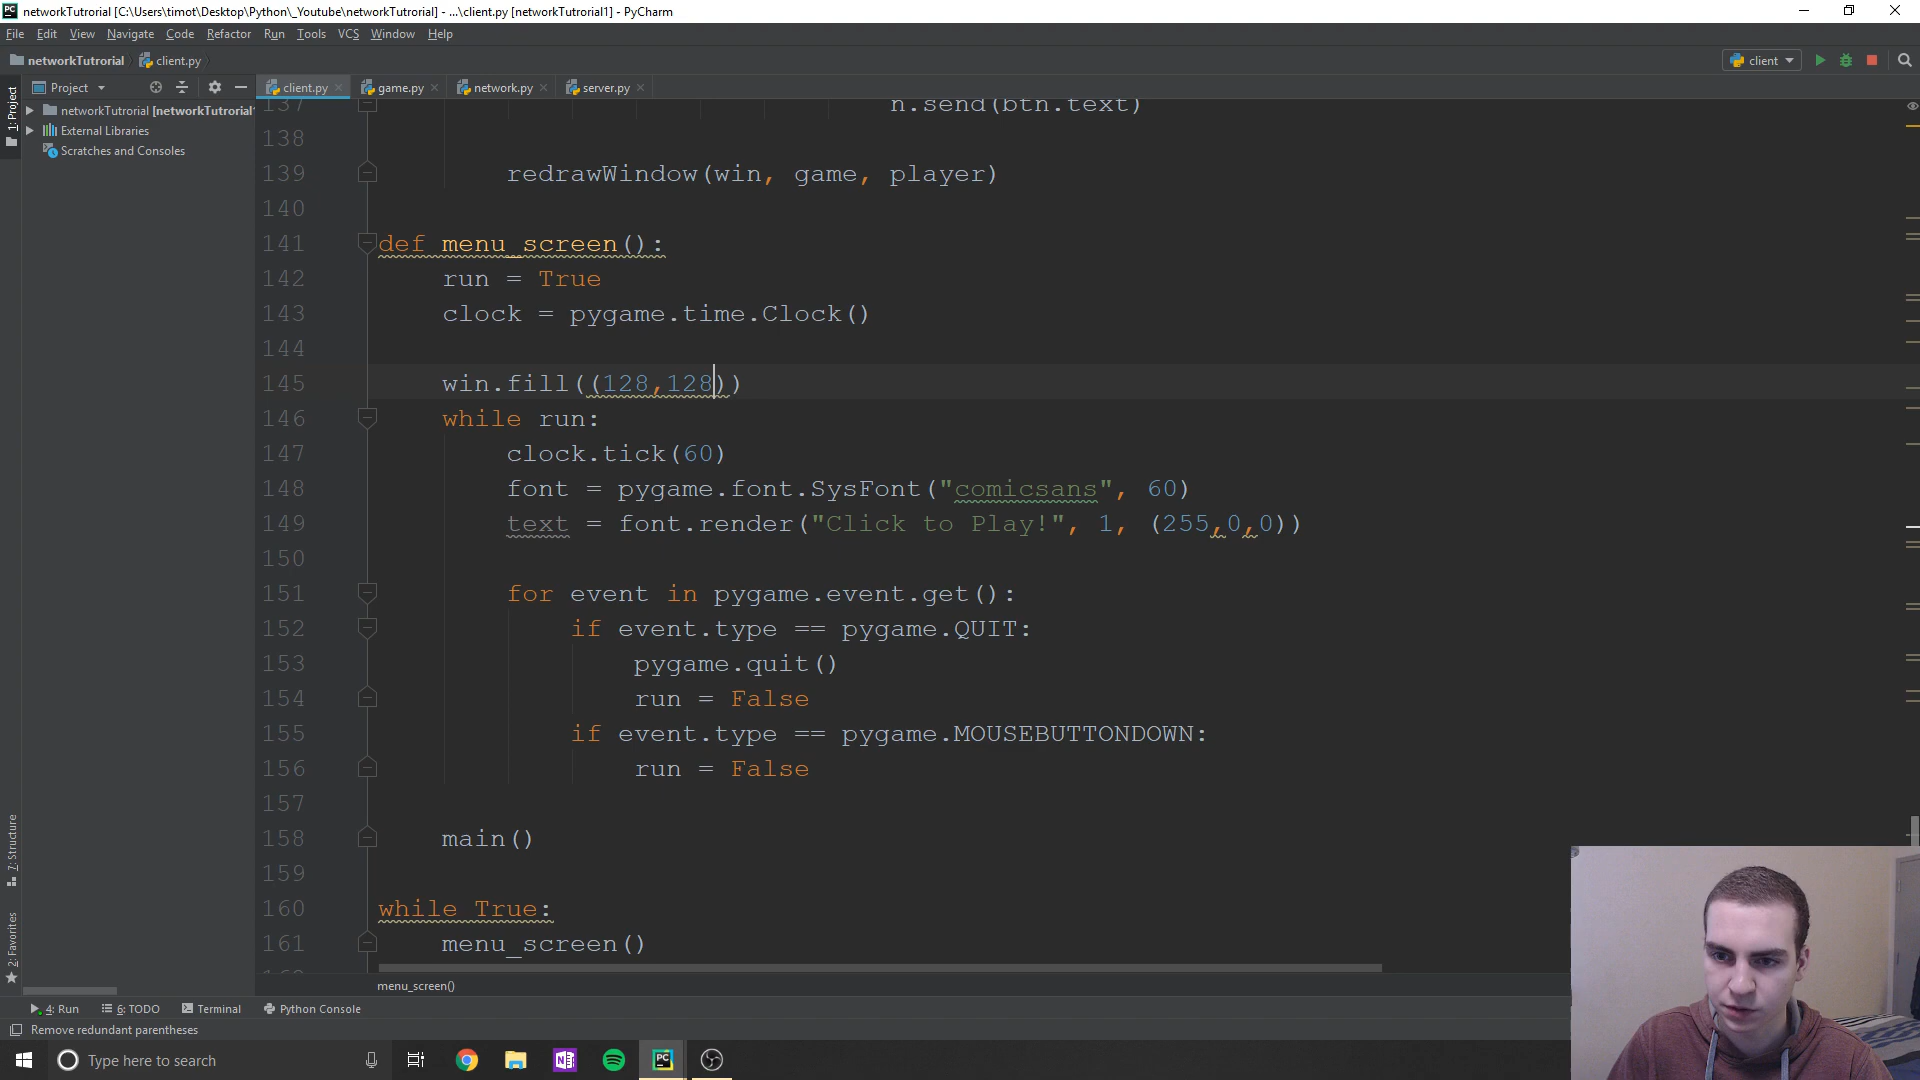 networkTutorial [C:\Users\timot\Desktop\Python\_Youtube\networkTutrorial] - ...\client.py [networkTutorial1] - PyCharm
File Edit View Navigate Code Refactor Run Tools VCS Window Help
networkTutrorial client.py client
Project client.py game.py network.py server.py
1: Project
networkTutrorial [networkTutorial
External Libraries
Scratches and Consoles
137 n.send(btn.text)
138
139 redrawWindow(win, game, player)
140
141 def menu_screen():
142 run = True
143 clock = pygame.time.Clock()
144
145 win.fill((128,128))
146 while run:
147 clock.tick(60)
148 font = pygame.font.SysFont("comicsans", 60)
149 text = font.render("Click to Play!", 1, (255,0,0))
150
151 for event in pygame.event.get():
152 if event.type == pygame.QUIT:
153 pygame.quit()
154 run = False
155 if event.type == pygame.MOUSEBUTTONDOWN:
156 run = False
157
158 main()
159
160 while True:
161 menu_screen()
7: Structure
2: Favorites
menu_screen()
4: Run 6: TODO Terminal Python Console
Remove redundant parentheses
Type here to search